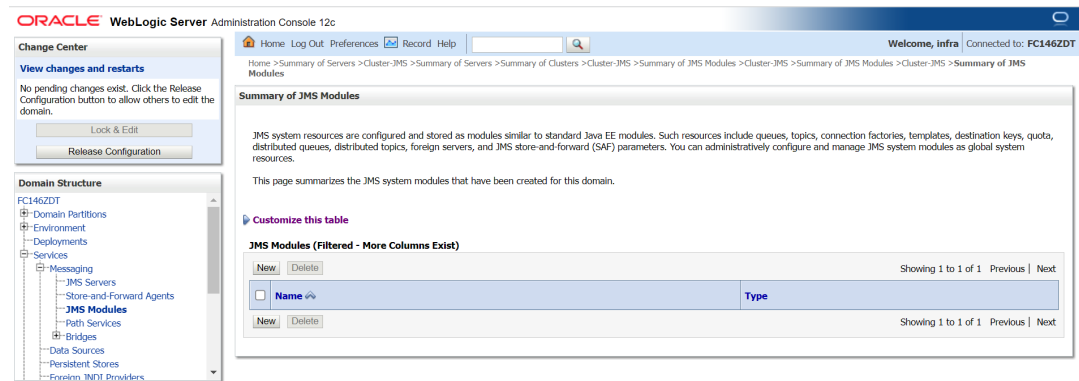 ORACLE WebLogic Server Administration Console 12c
Change Center
View changes and restarts
No pending changes exist. Click the Release
Configuration button to allow others to edit the
domain.
Lock & Edit
Release Configuration
Domain Structure
FC146ZDT
Domain Partitions
Environment
Deployments
Services
Messaging
JMS Servers
Store-and-Forward Agents
JMS Modules
Path Services
Bridges
Data Sources
Persistent Stores
Foreign JNDI Providers
Home Log Out Preferences Record Help
Welcome, infra Connected to: FC146ZDT
Home >Summary of Servers >Cluster-JMS >Summary of Servers >Summary of Clusters >Cluster-JMS >Summary of JMS Modules >Cluster-JMS >Summary of JMS Modules >Cluster-JMS >Summary of JMS
Modules
Summary of JMS Modules
JMS system resources are configured and stored as modules similar to standard Java EE modules. Such resources include queues, topics, connection factories, templates, destination keys, quota,
distributed queues, distributed topics, foreign servers, and JMS store-and-forward (SAF) parameters. You can administratively configure and manage JMS system modules as global system
resources.
This page summarizes the JMS system modules that have been created for this domain.
Customize this table
JMS Modules (Filtered - More Columns Exist)
New Delete Showing 1 to 1 of 1 Previous | Next
Name Type
New Delete Showing 1 to 1 of 1 Previous | Next